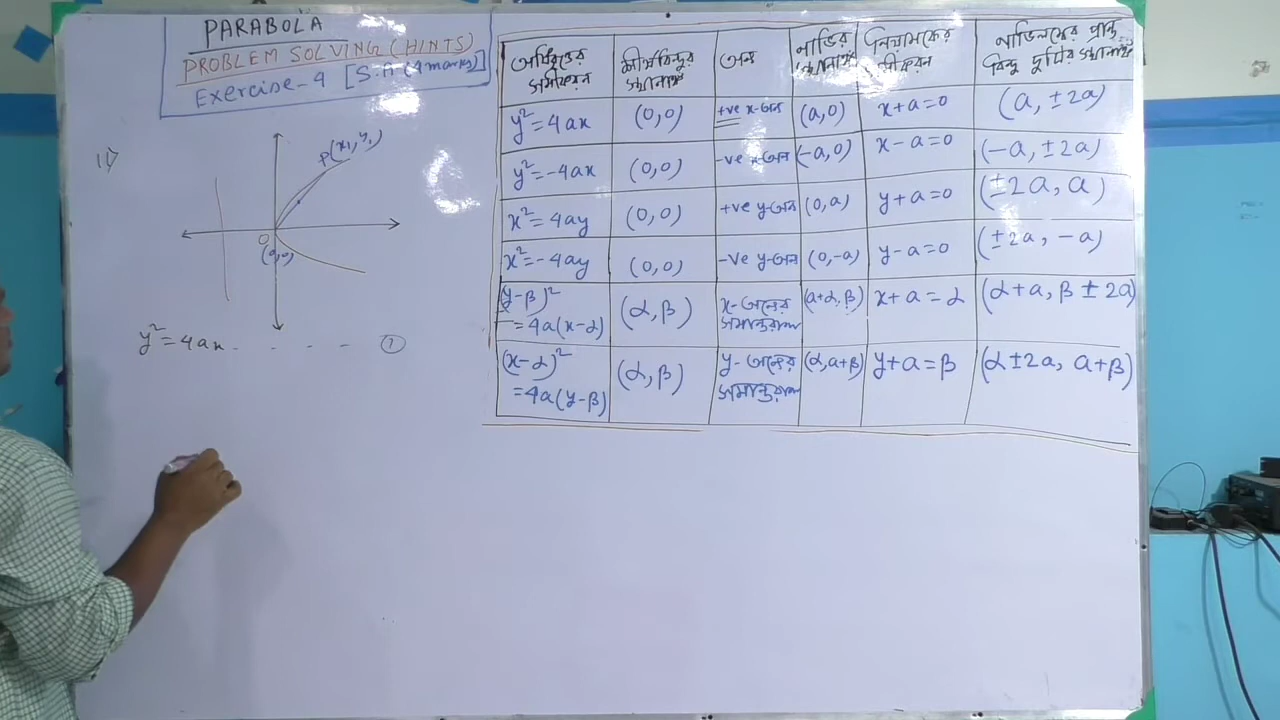 PARABOLA
PROBLEM SOLVING (HINTS)
Exercise-4 [S.A (4 marks)]
11)
P(x₁, y₁)
O
(0,0)
y² = 4ax - - - - ①
অধিবৃত্তের সমীকরন | শীর্ষবিন্দুর স্থানাঙ্ক | অক্ষ | নাভির স্থানাঙ্ক | নিয়ামকের সমীকরন | নাভিলম্বের প্রান্ত বিন্দু দুটির স্থানাঙ্ক
y² = 4ax | (0,0) | +ve x-অক্ষ | (a,0) | x+a=0 | (a, ±2a)
y² = -4ax | (0,0) | -ve x-অক্ষ | (-a,0) | x-a=0 | (-a, ±2a)
x² = 4ay | (0,0) | +ve y-অক্ষ | (0,a) | y+a=0 | (±2a, a)
x² = -4ay | (0,0) | -ve y-অক্ষ | (0,-a) | y-a=0 | (±2a, -a)
(y-β)² = 4a(x-α) | (α,β) | x-অক্ষের সমান্তরাল | (a+α, β) | x+a=α | (α+a, β±2a)
(x-α)² = 4a(y-β) | (α,β) | y-অক্ষের সমান্তরাল | (α, a+β) | y+a=β | (α±2a, a+β)